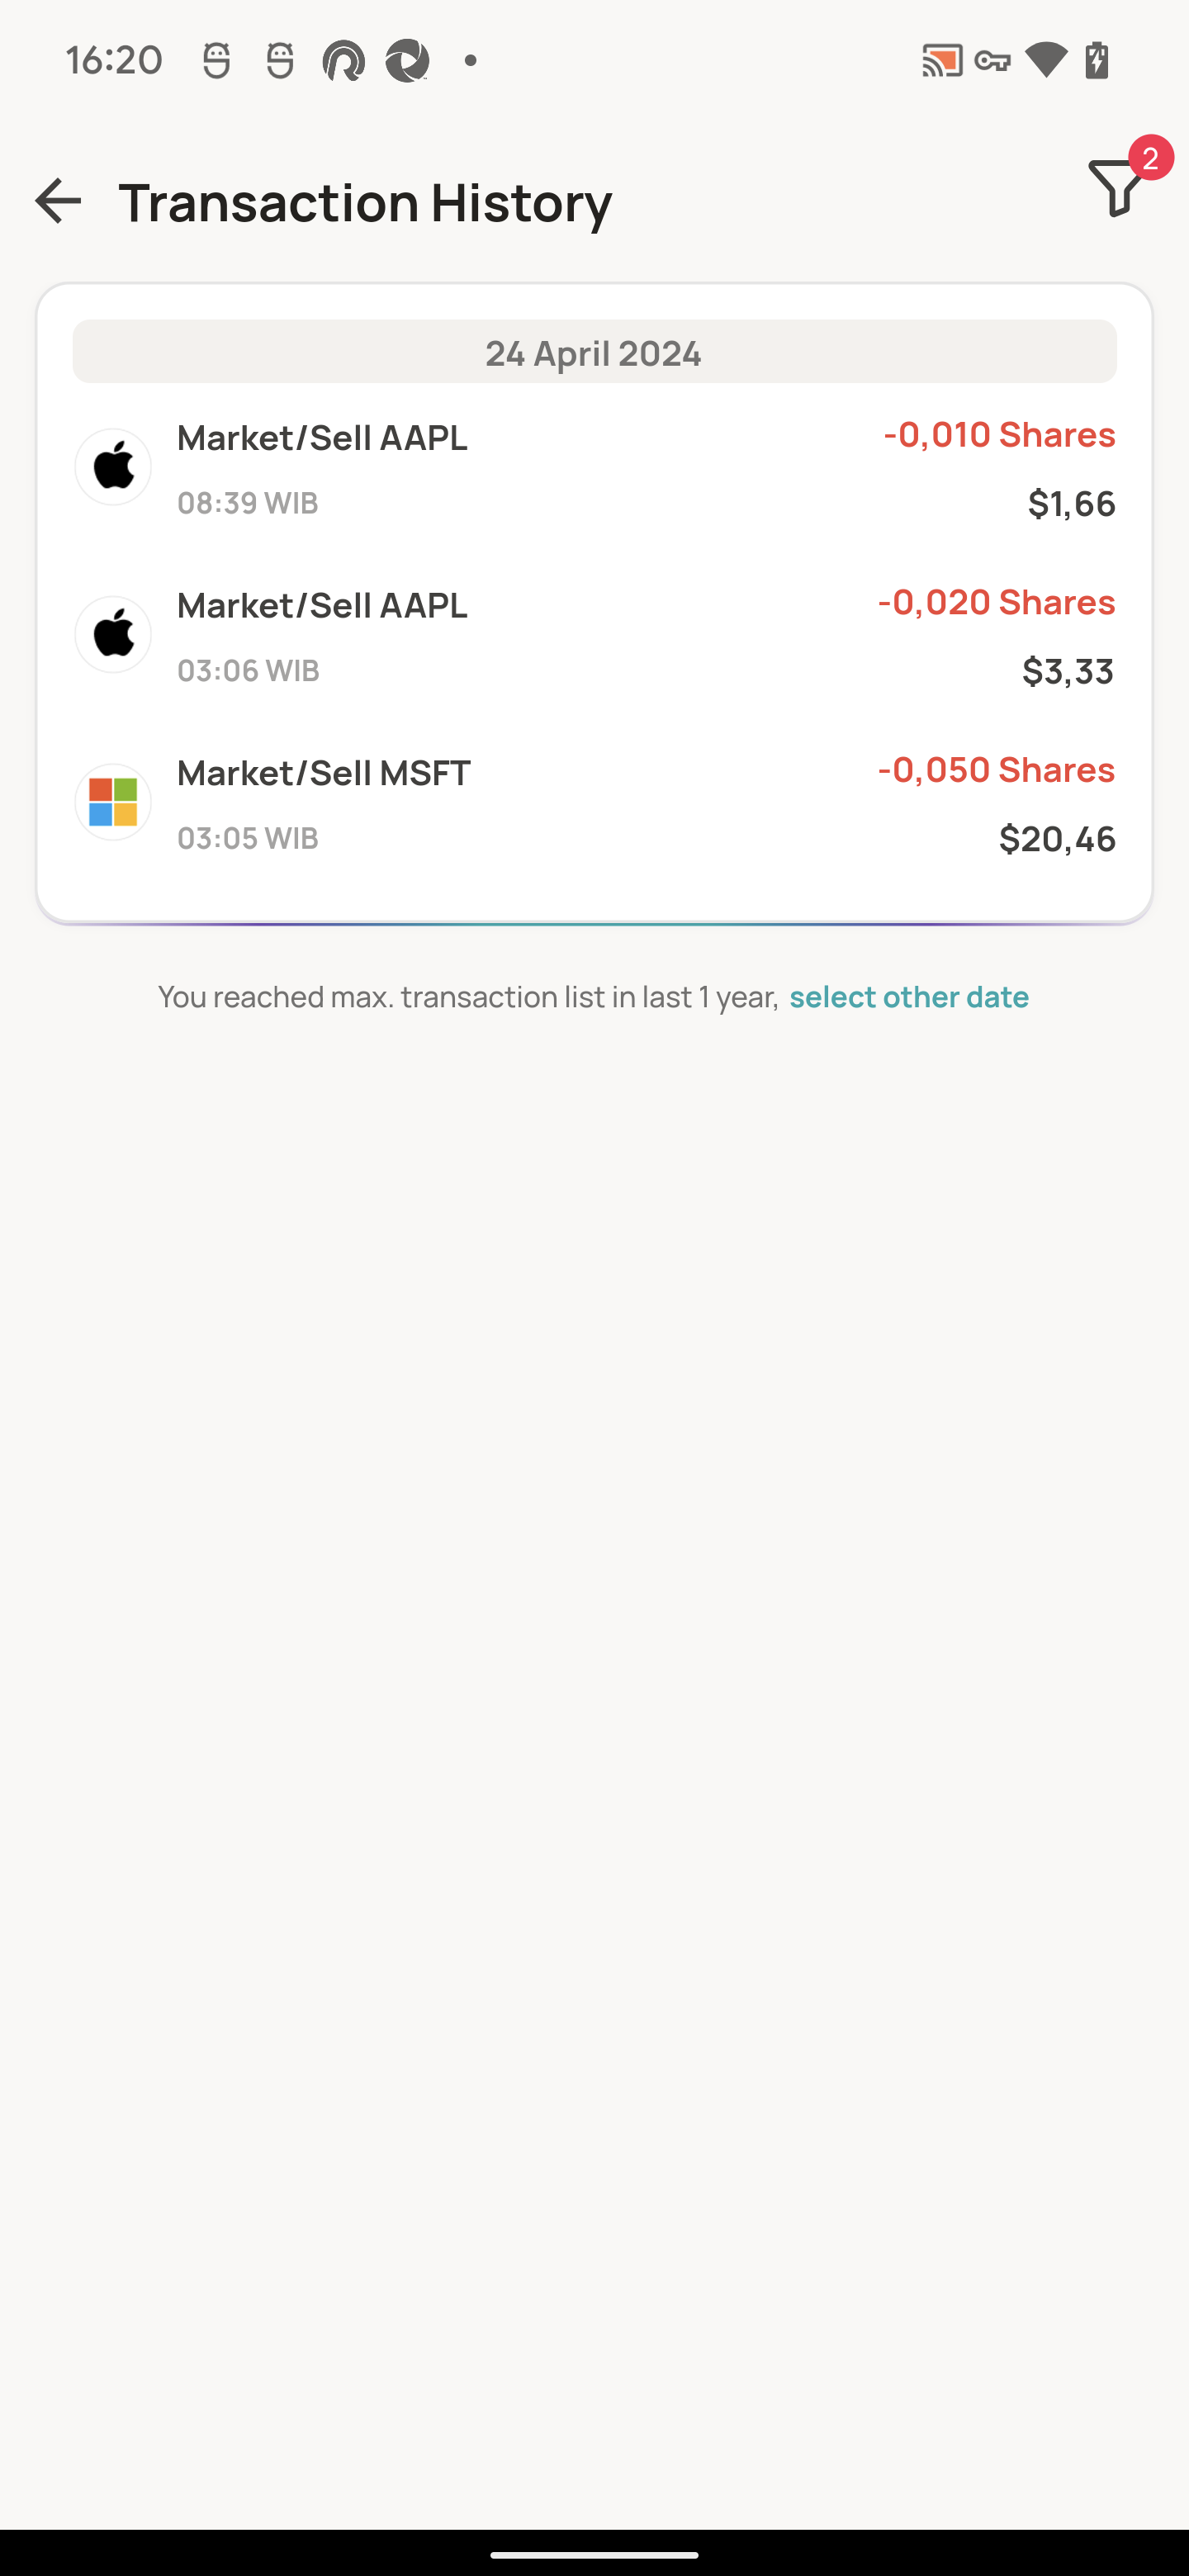 16:20
Transaction History
2
24 April 2024
Market/Sell AAPL
-0,010 Shares
08:39 WIB
$1,66
Market/Sell AAPL
-0,020 Shares
03:06 WIB
$3,33
Market/Sell MSFT
-0,050 Shares
03:05 WIB
$20,46
You reached max. transaction list in last 1 year, select other date